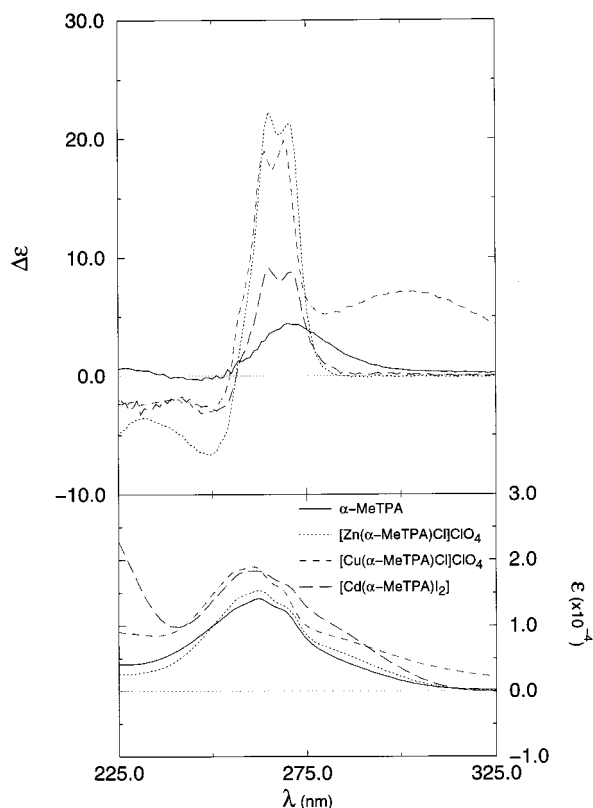 30.0
20.0
10.0
0.0
−10.0
Δε
α−MeTPA
[Zn(α−MeTPA)Cl]ClO₄
[Cu(α−MeTPA)Cl]ClO₄
[Cd(α−MeTPA)I₂]
3.0
2.0
1.0
0.0
−1.0
ε (x10⁻⁴)
225.0
275.0
325.0
λ (nm)